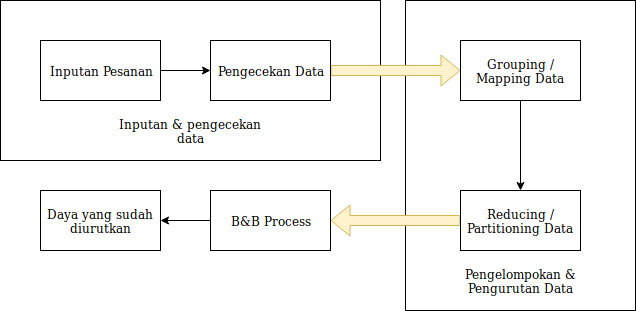 Inputan Pesanan
Pengecekan Data
Grouping /
Mapping Data
Inputan & pengecekan
data
Daya yang sudah
diurutkan
B&B Process
Reducing /
Partitioning Data
Pengelompokan &
Pengurutan Data